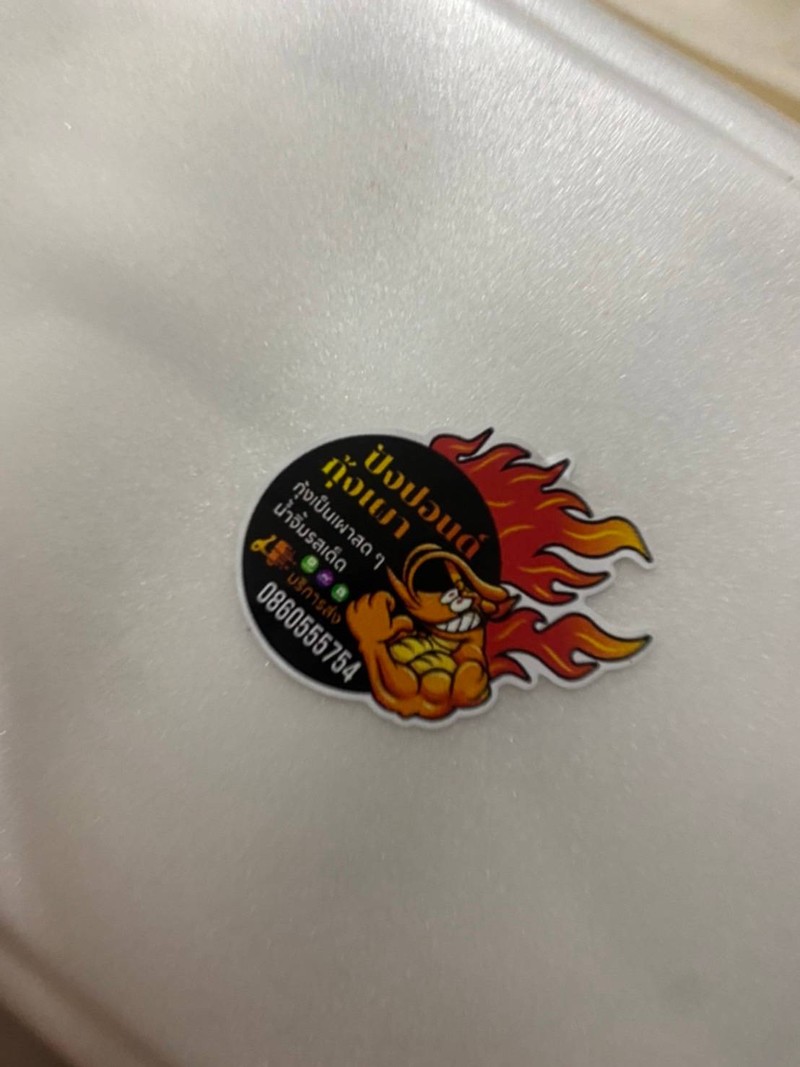 ปังปอนด์
กุ้งเผา
กุ้งเป็นเผาสด ๆ
น้ำจิ้มรสเด็ด
บริการส่ง
0860555754